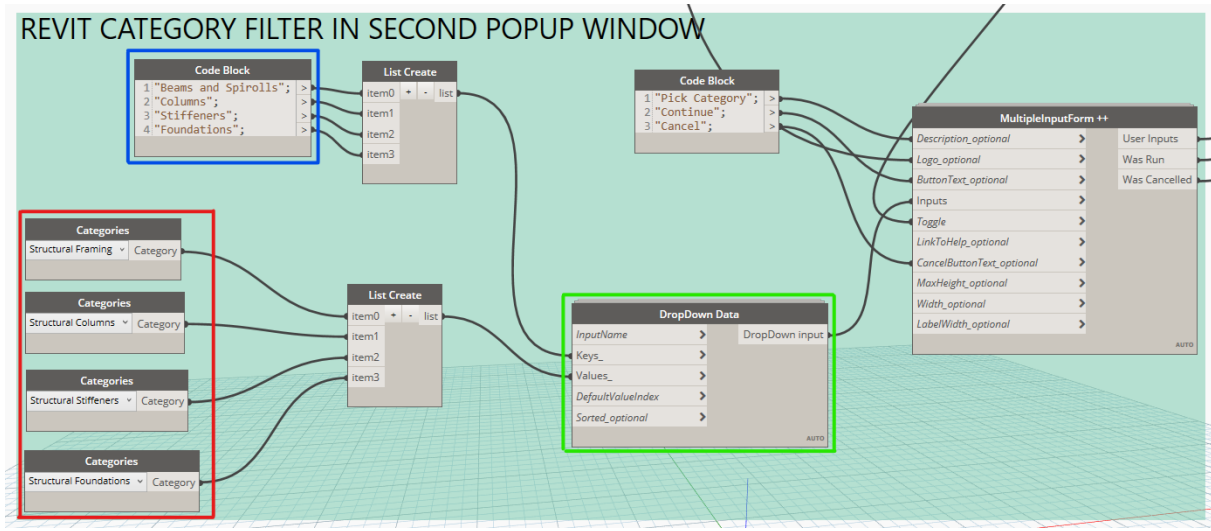 REVIT CATEGORY FILTER IN SECOND POPUP WINDOW
Code Block
1 "Beams and Spirolls"; >
2 "Columns"; >
3 "Stiffeners"; >
4 "Foundations"; >
List Create
item0 + - list
item1
item2
item3
Code Block
1 "Pick Category"; >
2 "Continue"; >
3 "Cancel"; >
MultipleInputForm ++
Description_optional > User Inputs
Logo_optional > Was Run
ButtonText_optional > Was Cancelled
Inputs >
Toggle >
LinkToHelp_optional >
CancelButtonText_optional >
MaxHeight_optional >
Width_optional >
LabelWidth_optional >
AUTO
Categories
Structural Framing Category
Categories
Structural Columns Category
Categories
Structural Stiffeners Category
Categories
Structural Foundations Category
List Create
item0 + - list
item1
item2
item3
DropDown Data
InputName > DropDown input
Keys_ >
Values_ >
DefaultValueIndex >
Sorted_optional >
AUTO